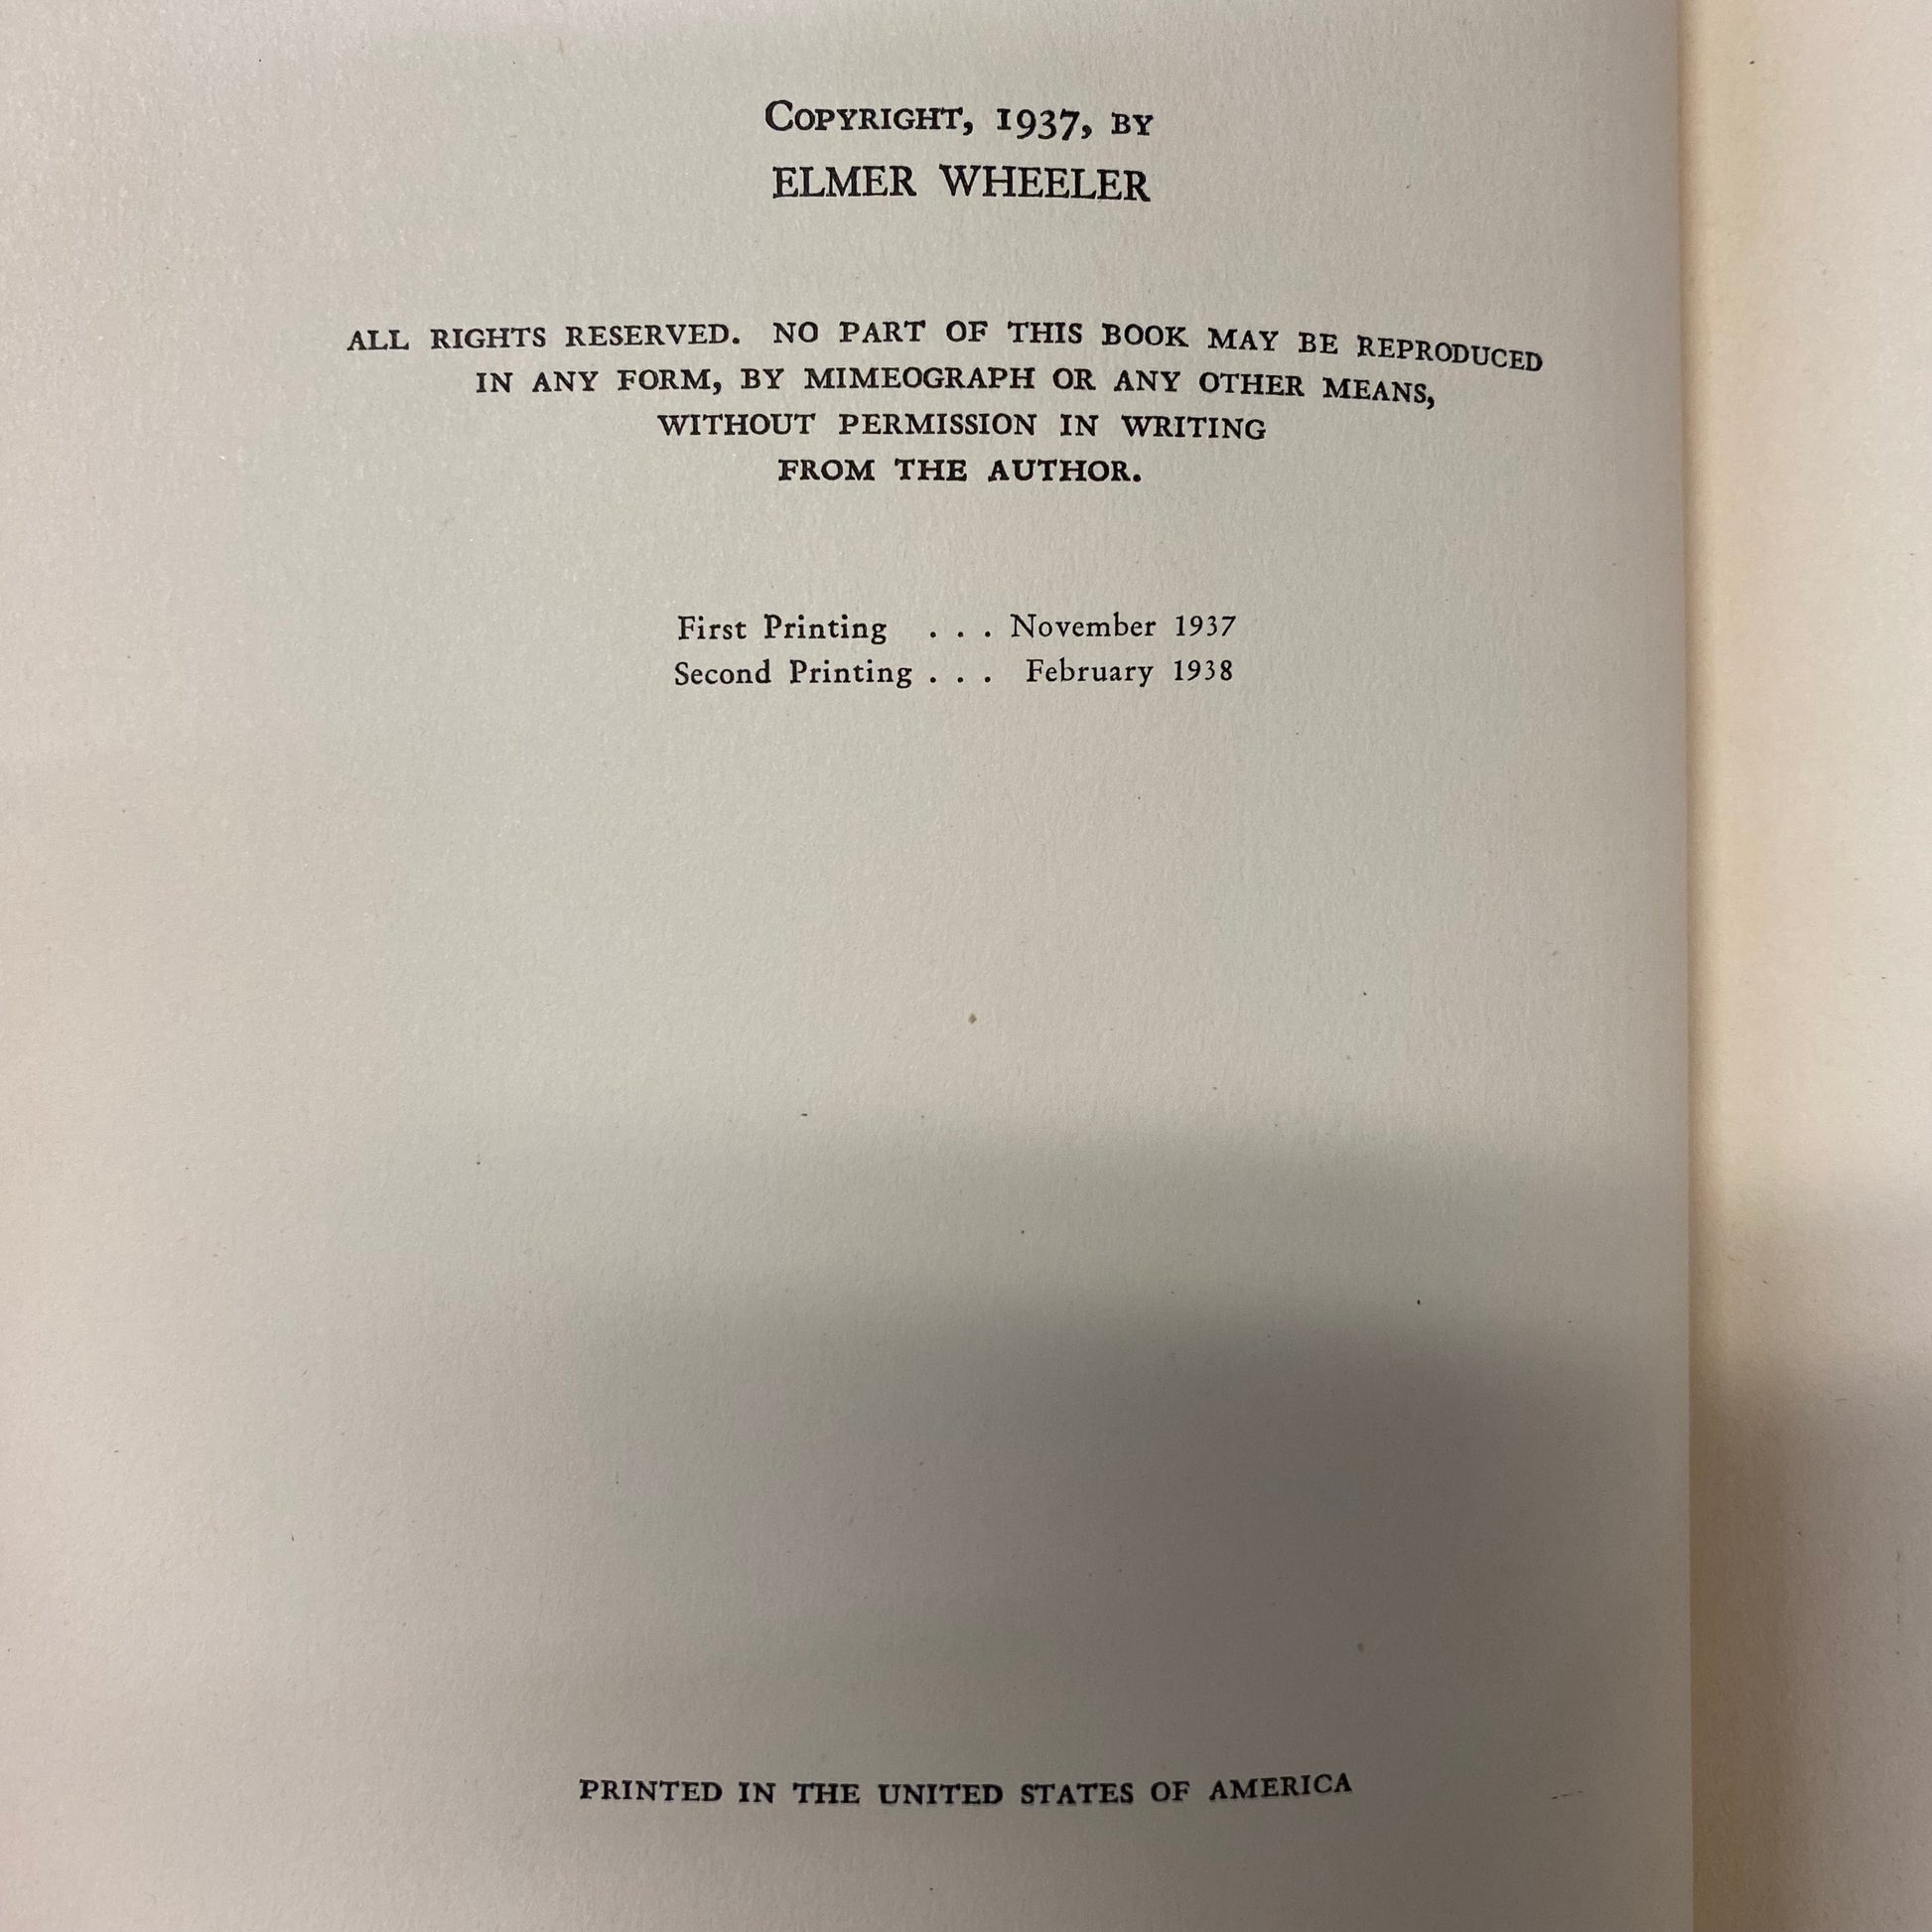 Copyright, 1937, by
ELMER WHEELER
ALL RIGHTS RESERVED. NO PART OF THIS BOOK MAY BE REPRODUCED
IN ANY FORM, BY MIMEOGRAPH OR ANY OTHER MEANS,
WITHOUT PERMISSION IN WRITING
FROM THE AUTHOR.
First Printing . . . November 1937
Second Printing . . . February 1938
PRINTED IN THE UNITED STATES OF AMERICA